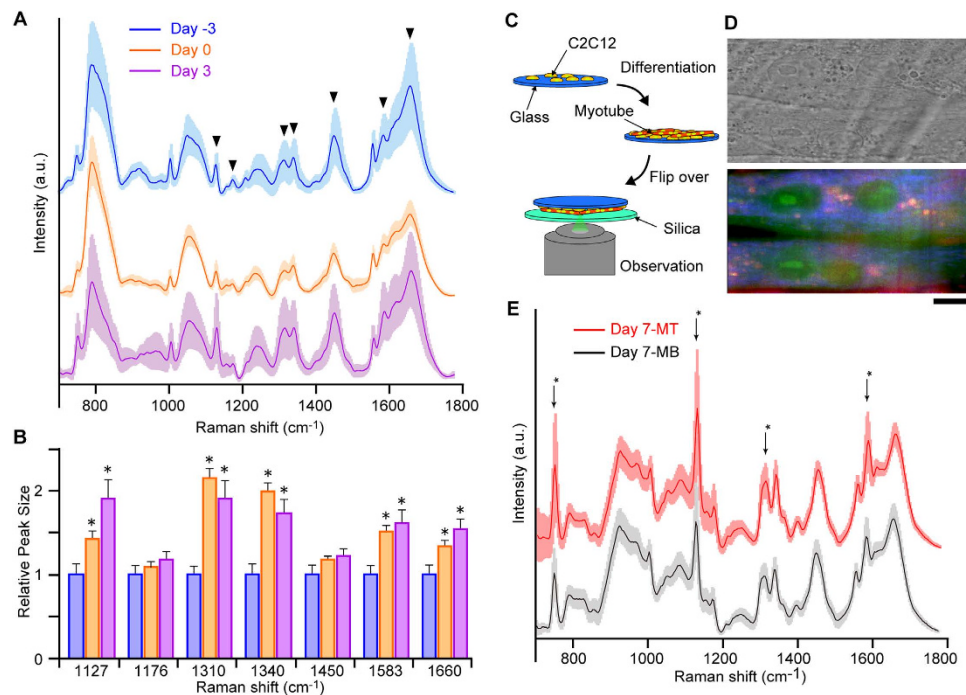 A
Day -3
Day 0
Day 3
Intensity (a.u.)
800 1000 1200 1400 1600 1800
Raman shift (cm⁻¹)
B
Relative Peak Size
2
1
0
* * * * * * * * * *
1127 1176 1310 1340 1450 1583 1660
Raman shift (cm⁻¹)
C
C2C12
Differentiation
Glass
Myotube
Flip over
Silica
Observation
D
E
Day 7-MT
Day 7-MB
* * * *
Intensity (a.u.)
800 1000 1200 1400 1600 1800
Raman shift (cm⁻¹)